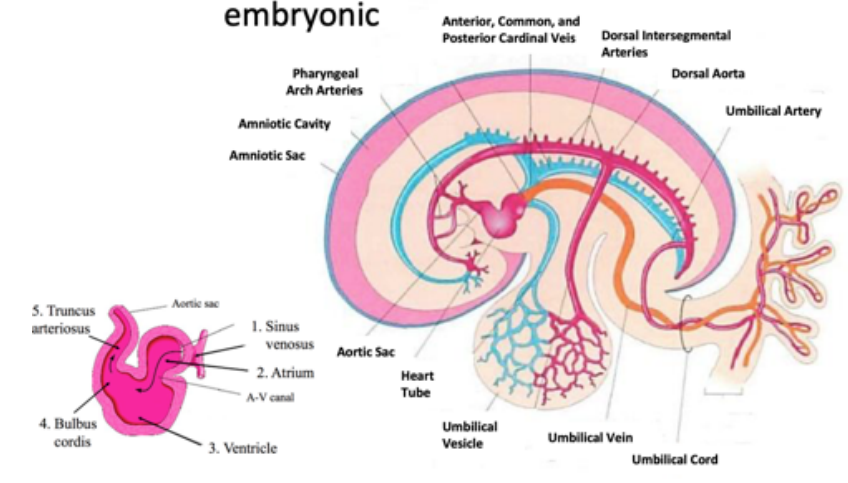 embryonic
Anterior, Common, and
Posterior Cardinal Veis
Dorsal Intersegmental
Arteries
Pharyngeal
Arch Arteries
Dorsal Aorta
Umbilical Artery
Amniotic Cavity
Amniotic Sac
5. Truncus
arteriosus
Aortic sac
1. Sinus
venosus
2. Atrium
A-V canal
4. Bulbus
cordis
3. Ventricle
Aortic Sac
Heart
Tube
Umbilical
Vesicle
Umbilical Vein
Umbilical Cord